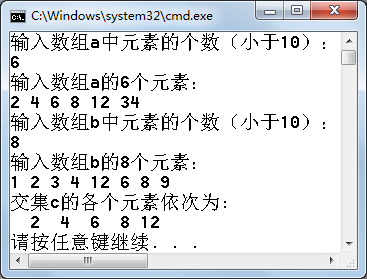 C:\Windows\system32\cmd.exe
输入数组a中元素的个数（小于10）：
6
输入数组a的6个元素：
2 4 6 8 12 34
输入数组b中元素的个数（小于10）：
8
输入数组b的8个元素：
1 2 3 4 12 6 8 9
交集c的各个元素依次为：
  2  4  6  8 12
请按任意键继续. . .